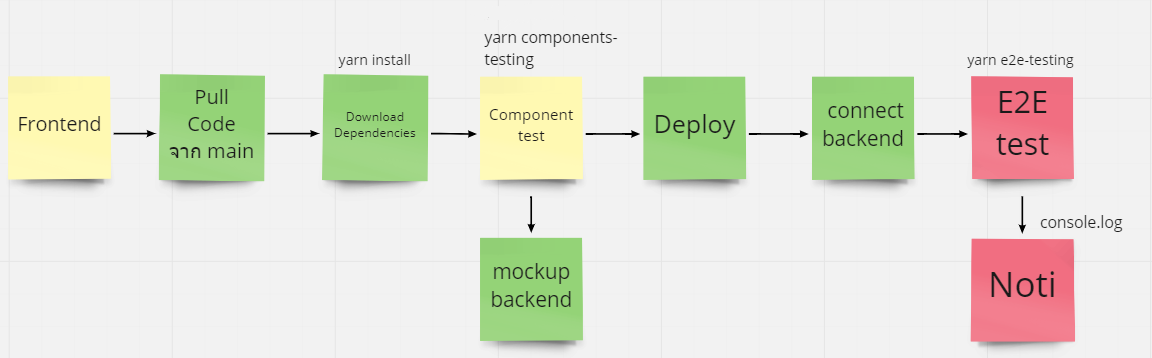 yarn components-
testing
yarn install
yarn e2e-testing
Frontend
Pull
Code
จาก main
Download
Dependencies
Component
test
Deploy
connect
backend
E2E
test
console.log
mockup
backend
Noti